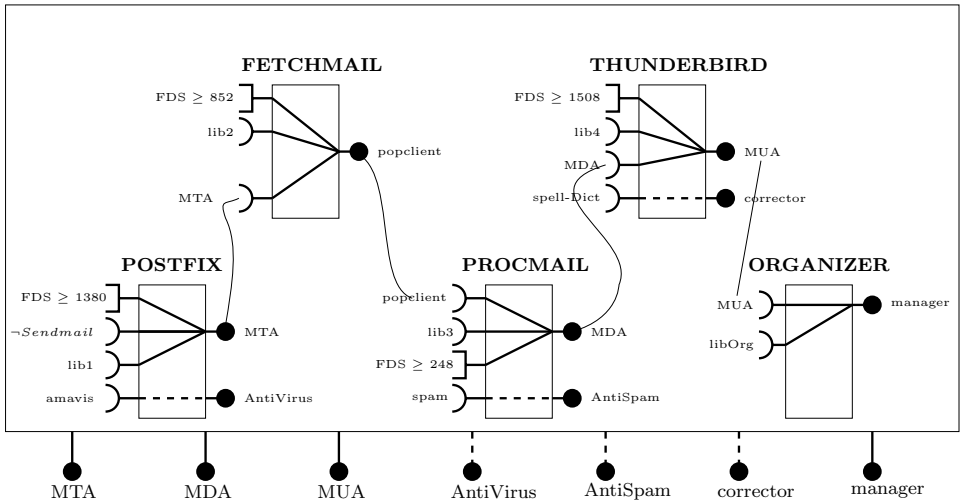 FETCHMAIL
THUNDERBIRD
FDS ≥ 852
lib2
MTA
popclient
FDS ≥ 1508
lib4
MDA
spell-Dict
MUA
corrector
POSTFIX
PROCMAIL
ORGANIZER
FDS ≥ 1380
¬Sendmail
lib1
amavis
MTA
AntiVirus
popclient
lib3
FDS ≥ 248
spam
MDA
AntiSpam
MUA
libOrg
manager
MTA
MDA
MUA
AntiVirus
AntiSpam
corrector
manager